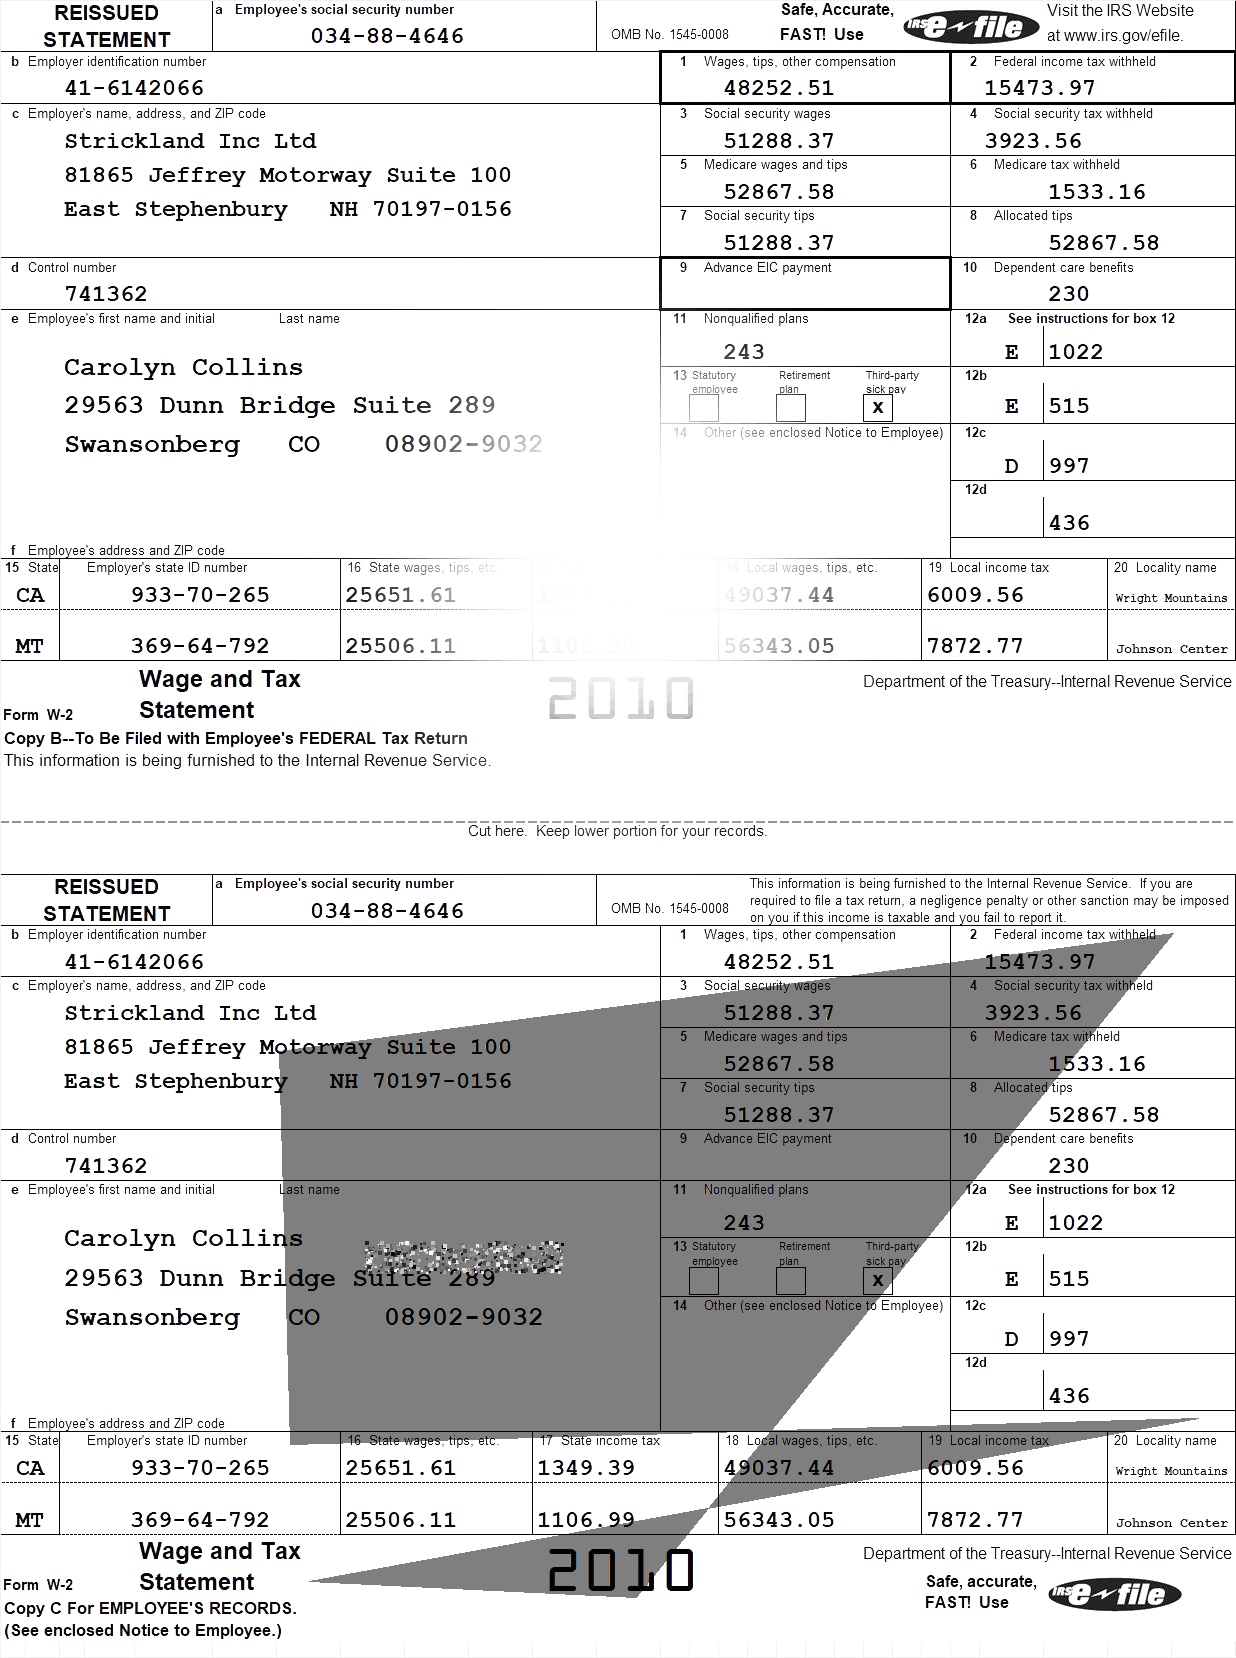 REISSUED STATEMENT
a Employee's social security number
034-88-4646
OMB No. 1545-0008
Safe, Accurate, FAST! Use
IRS e-file
Visit the IRS Website at www.irs.gov/efile.
b Employer identification number
41-6142066
1 Wages, tips, other compensation
48252.51
2 Federal income tax withheld
15473.97
c Employer's name, address, and ZIP code
Strickland Inc Ltd
81865 Jeffrey Motorway Suite 100
East Stephenbury NH 70197-0156
3 Social security wages
51288.37
4 Social security tax withheld
3923.56
5 Medicare wages and tips
52867.58
6 Medicare tax withheld
1533.16
7 Social security tips
51288.37
8 Allocated tips
52867.58
d Control number
741362
9 Advance EIC payment
10 Dependent care benefits
230
e Employee's first name and initial Last name
Carolyn Collins
29563 Dunn Bridge Suite 289
Swansonberg CO 08902-9032
11 Nonqualified plans
243
12a See instructions for box 12
E 1022
13 Statutory employee
Retirement plan
Third-party sick pay
X
12b
E 515
14 Other (see enclosed Notice to Employee)
12c
D 997
12d
436
f Employee's address and ZIP code
15 State Employer's state ID number
16 State wages, tips, etc.
18 Local wages, tips, etc.
19 Local income tax
20 Locality name
CA 933-70-265 25651.61 49037.44 6009.56 Wright Mountains
MT 369-64-792 25506.11 1106.99 56343.05 7872.77 Johnson Center
Wage and Tax Statement
Form W-2
2010
Department of the Treasury--Internal Revenue Service
Copy B--To Be Filed with Employee's FEDERAL Tax Return
This information is being furnished to the Internal Revenue Service.
Cut here. Keep lower portion for your records.
REISSUED STATEMENT
a Employee's social security number
034-88-4646
OMB No. 1545-0008
This information is being furnished to the Internal Revenue Service. If you are
required to file a tax return, a negligence penalty or other sanction may be imposed
on you if this income is taxable and you fail to report it.
b Employer identification number
41-6142066
1 Wages, tips, other compensation
48252.51
2 Federal income tax withheld
15473.97
c Employer's name, address, and ZIP code
Strickland Inc Ltd
81865 Jeffrey Motorway Suite 100
East Stephenbury NH 70197-0156
3 Social security wages
51288.37
4 Social security tax withheld
3923.56
5 Medicare wages and tips
52867.58
6 Medicare tax withheld
1533.16
7 Social security tips
51288.37
8 Allocated tips
52867.58
d Control number
741362
9 Advance EIC payment
10 Dependent care benefits
230
e Employee's first name and initial Last name
Carolyn Collins
29563 Dunn Bridge Suite 289
Swansonberg CO 08902-9032
11 Nonqualified plans
243
12a See instructions for box 12
E 1022
13 Statutory employee
Retirement plan
Third-party sick pay
X
12b
E 515
14 Other (see enclosed Notice to Employee)
12c
D 997
12d
436
f Employee's address and ZIP code
15 State Employer's state ID number
16 State wages, tips, etc.
17 State income tax
18 Local wages, tips, etc.
19 Local income tax
20 Locality name
CA 933-70-265 25651.61 1349.39 49037.44 6009.56 Wright Mountains
MT 369-64-792 25506.11 1106.99 56343.05 7872.77 Johnson Center
Wage and Tax Statement
Form W-2
2010
Department of the Treasury--Internal Revenue Service
Safe, accurate, FAST! Use
IRS e-file
Copy C For EMPLOYEE'S RECORDS.
(See enclosed Notice to Employee.)